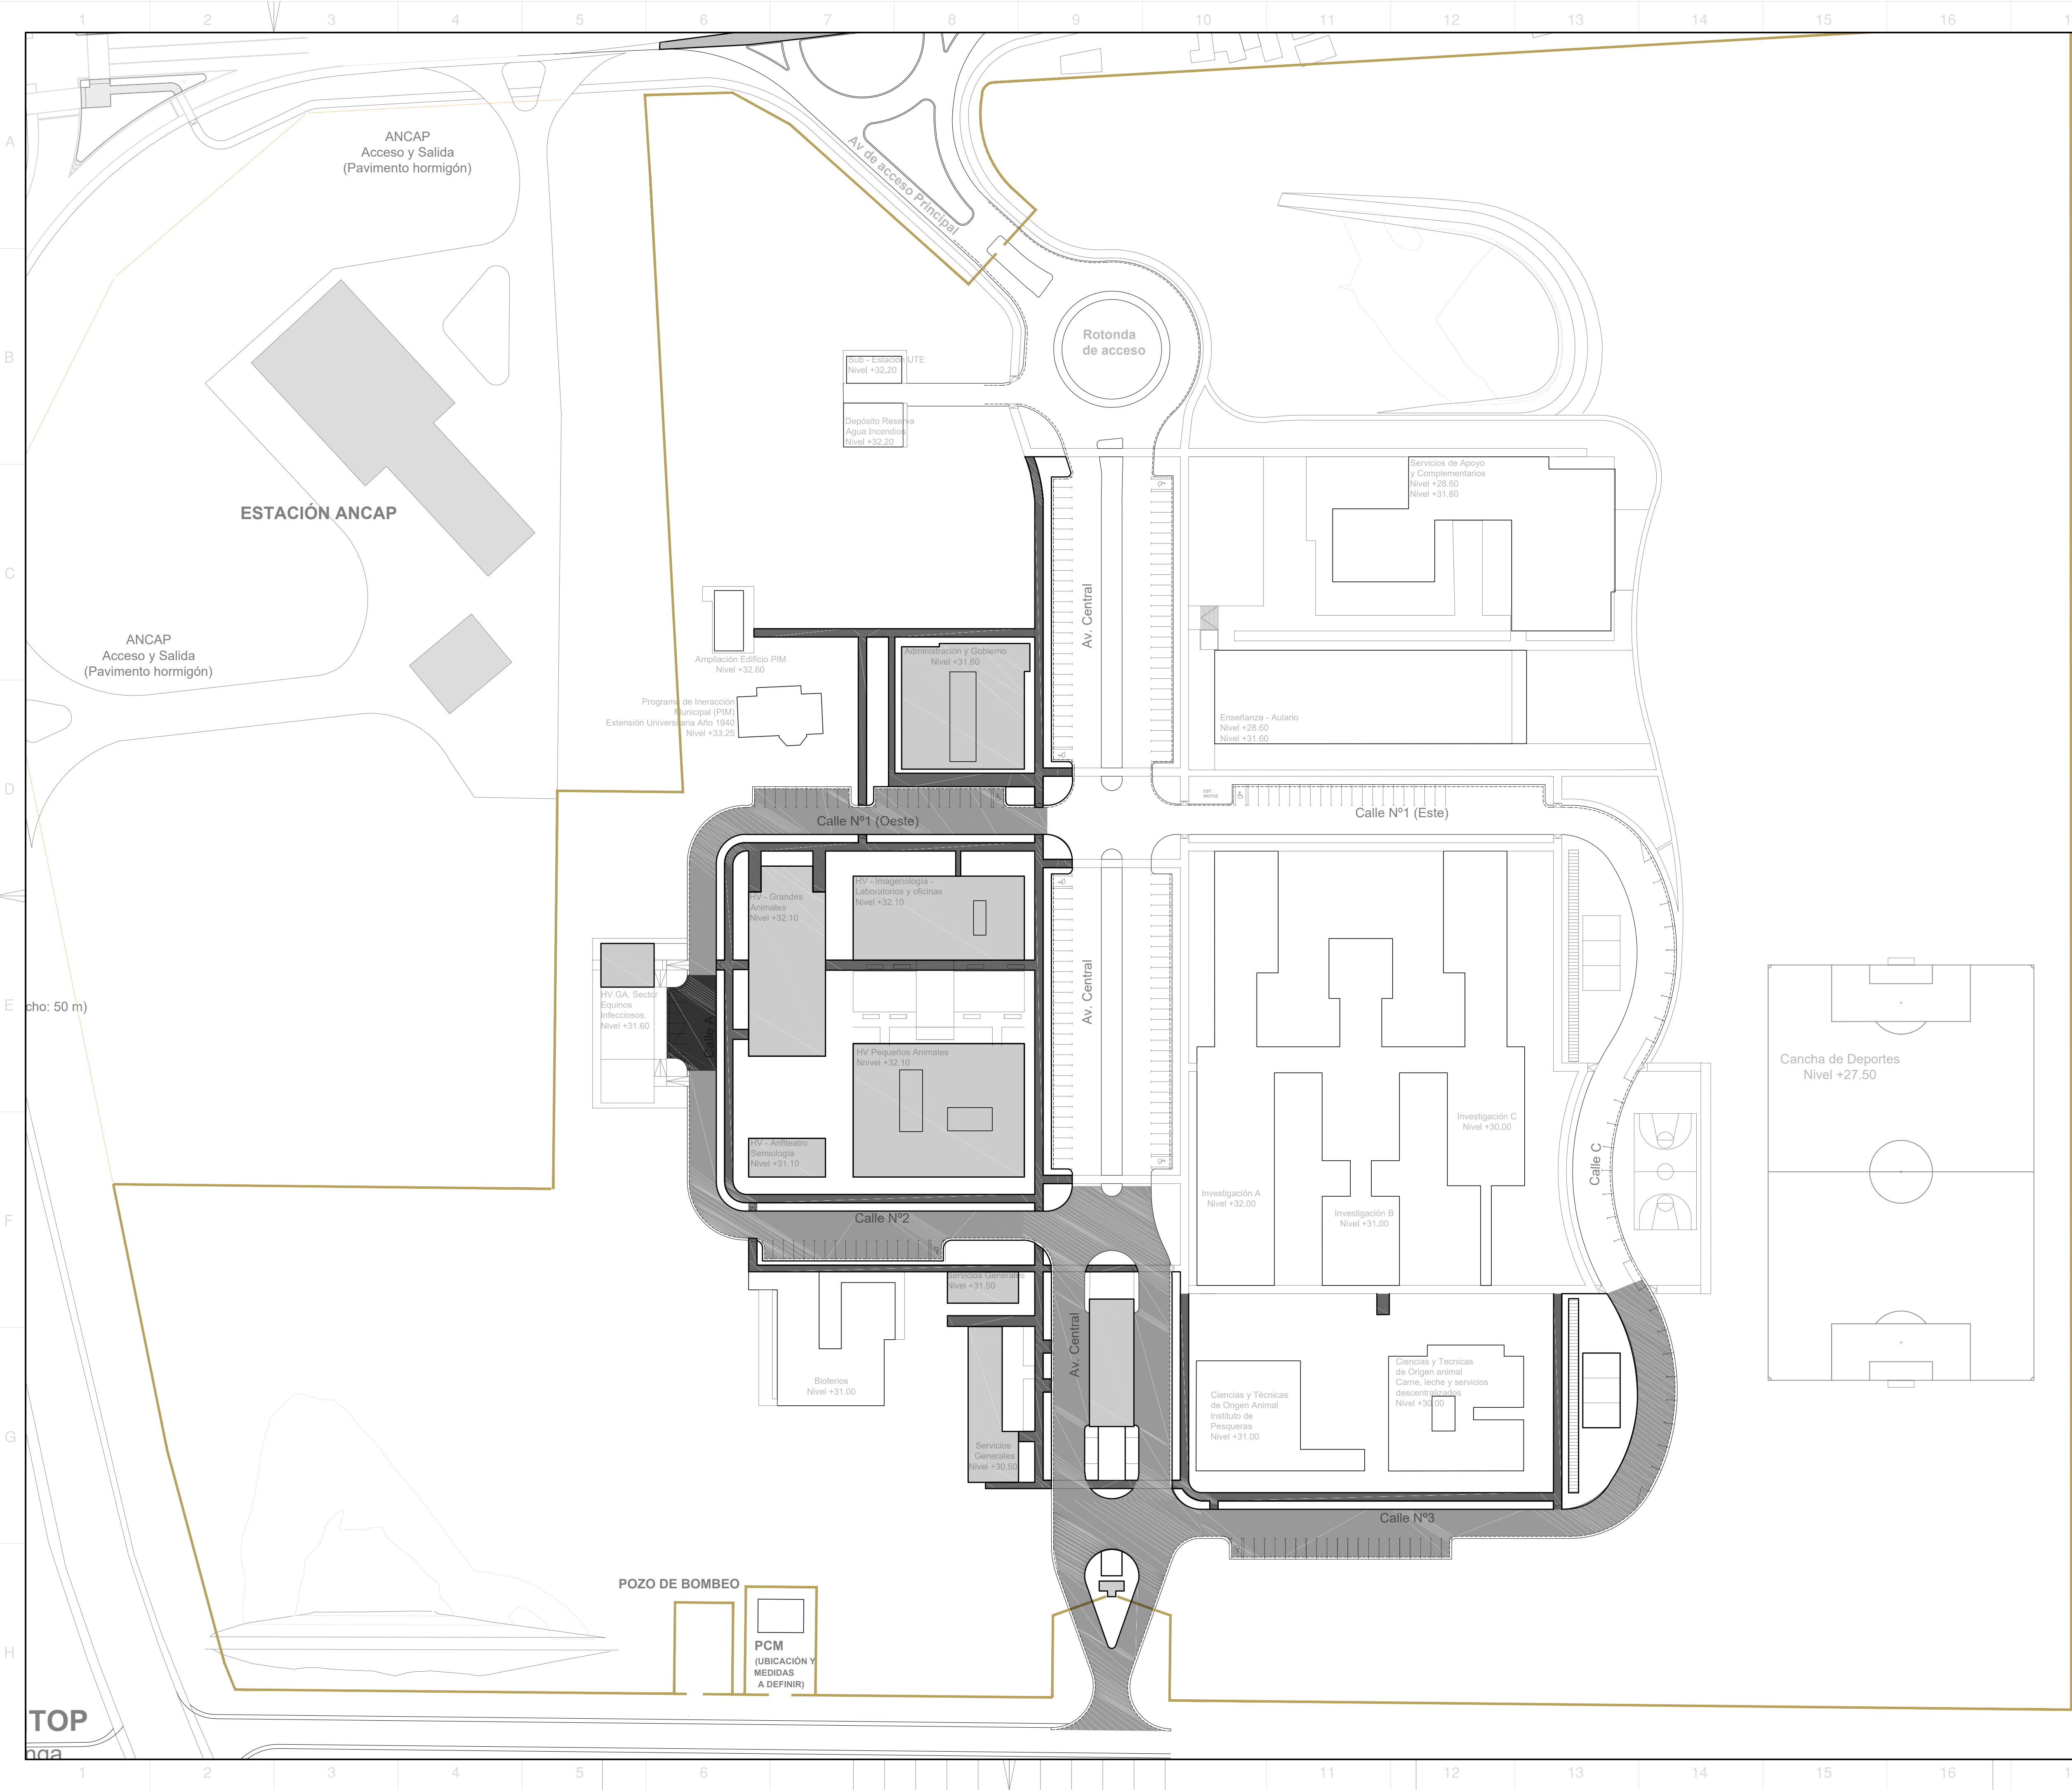 1 2 3 4 5 6 7 8 9 10 11 12 13 14 15 16
A
B
C
D
E
F
G
H
ANCAP
Acceso y Salida
(Pavimento hormigón)
Av de acceso Principal
Rotonda
de acceso
Sub - Estación UTE
Nivel +32.20
Depósito Reserva
Agua Incendios
Nivel +32.20
Servicios de Apoyo
y Complementarios
Nivel +28.60
Nivel +31.60
ESTACIÓN ANCAP
Av. Central
ANCAP
Acceso y Salida
(Pavimento hormigón)
Ampliación Edificio PIM
Nivel +32.60
Administración y Gobierno
Nivel +31.60
Programa de Ineracción
Municipal (PIM)
Extensión Universitaria Año 1940
Nivel +33.25
Enseñanza - Aulario
Nivel +28.60
Nivel +31.60
EST.
MOTOS
Calle Nº1 (Oeste)
Calle Nº1 (Este)
HV - Grandes
Animales
Nivel +32.10
HV - Imagenología -
Laboratorios y oficinas
Nivel +32.10
Av. Central
cho: 50 m)
HV.GA. Sector
Equinos
Infecciosos.
Nivel +31.60
Calle A
HV Pequeños Animales
Nnivel +32.10
Cancha de Deportes
Nivel +27.50
Investigación C
Nivel +30.00
HV - Anfiteatro
Semiología
Nivel +31.10
Calle C
Investigación A
Nivel +32.00
Investigación B
Nivel +31.00
Calle Nº2
Servicios Generales
Nivel +31.50
Av. Central
Bioterios
Nivel +31.00
Ciencias y Técnicas
de Origen Animal
Instituto de
Pesqueras
Nivel +31.00
Ciencias y Tecnicas
de Origen animal
Carne, leche y servicios
descentralizados
Nivel +30.00
Servicios
Generales
Nivel +30.50
Calle Nº3
POZO DE BOMBEO
PCM
(UBICACIÓN Y
MEDIDAS
A DEFINIR)
TOP
1 2 3 4 5 6 11 12 13 14 15 16